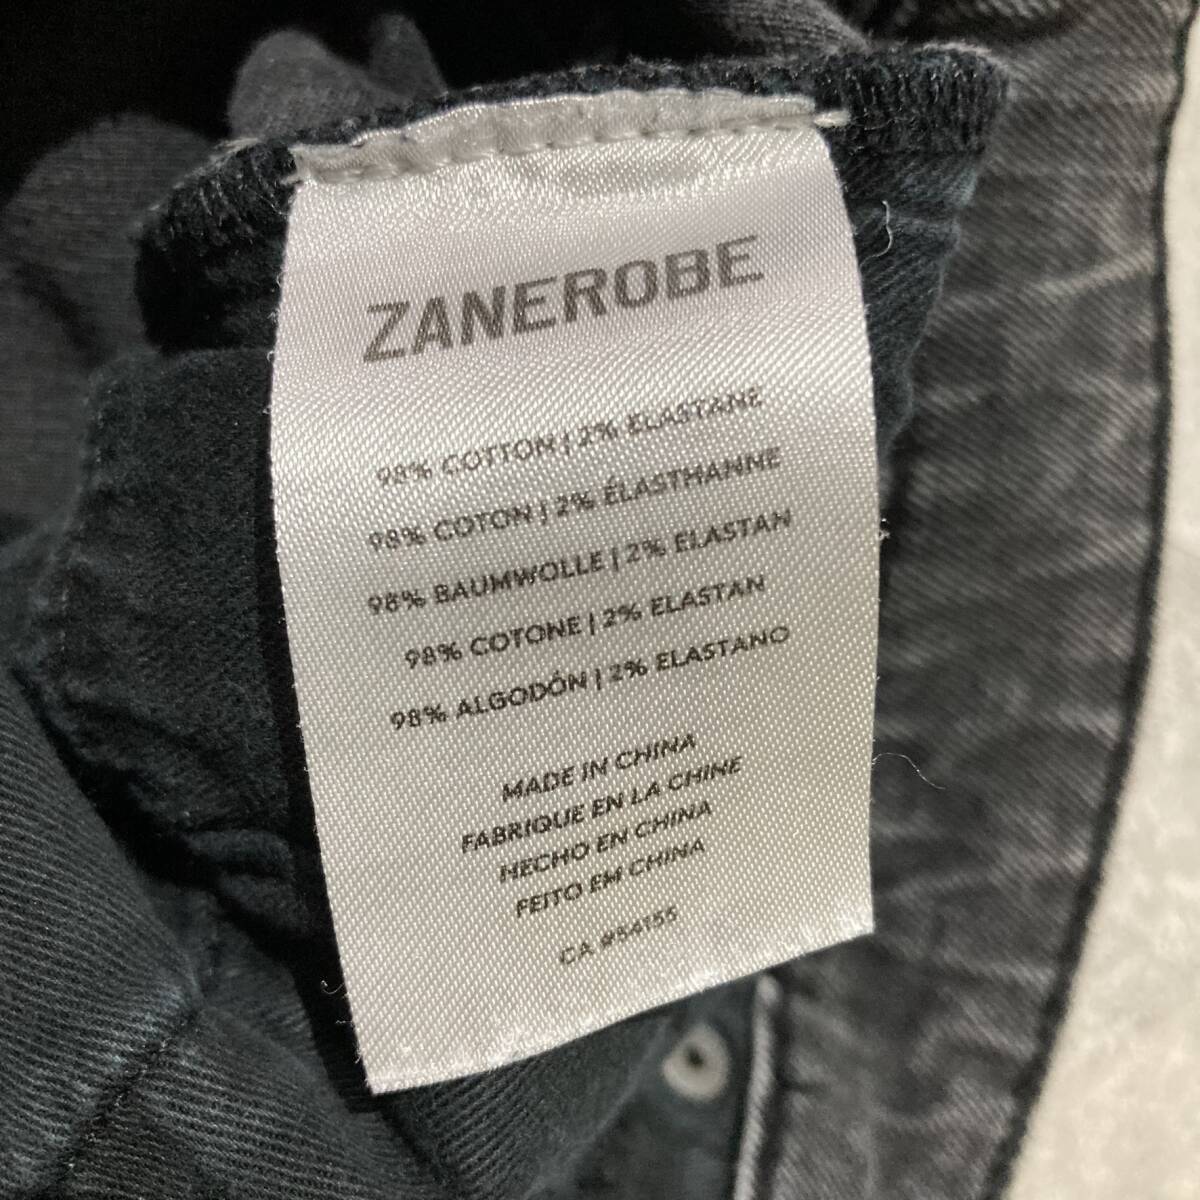 ZANEROBE
98% COTTON | 2% ELASTANE
98% COTON | 2% ÉLASTHANNE
98% BAUMWOLLE | 2% ELASTAN
98% COTONE | 2% ELASTAN
98% ALGODÓN | 2% ELASTANO
MADE IN CHINA
FABRIQUE EN LA CHINE
HECHO EN CHINA
FEITO EM CHINA
CA #54155